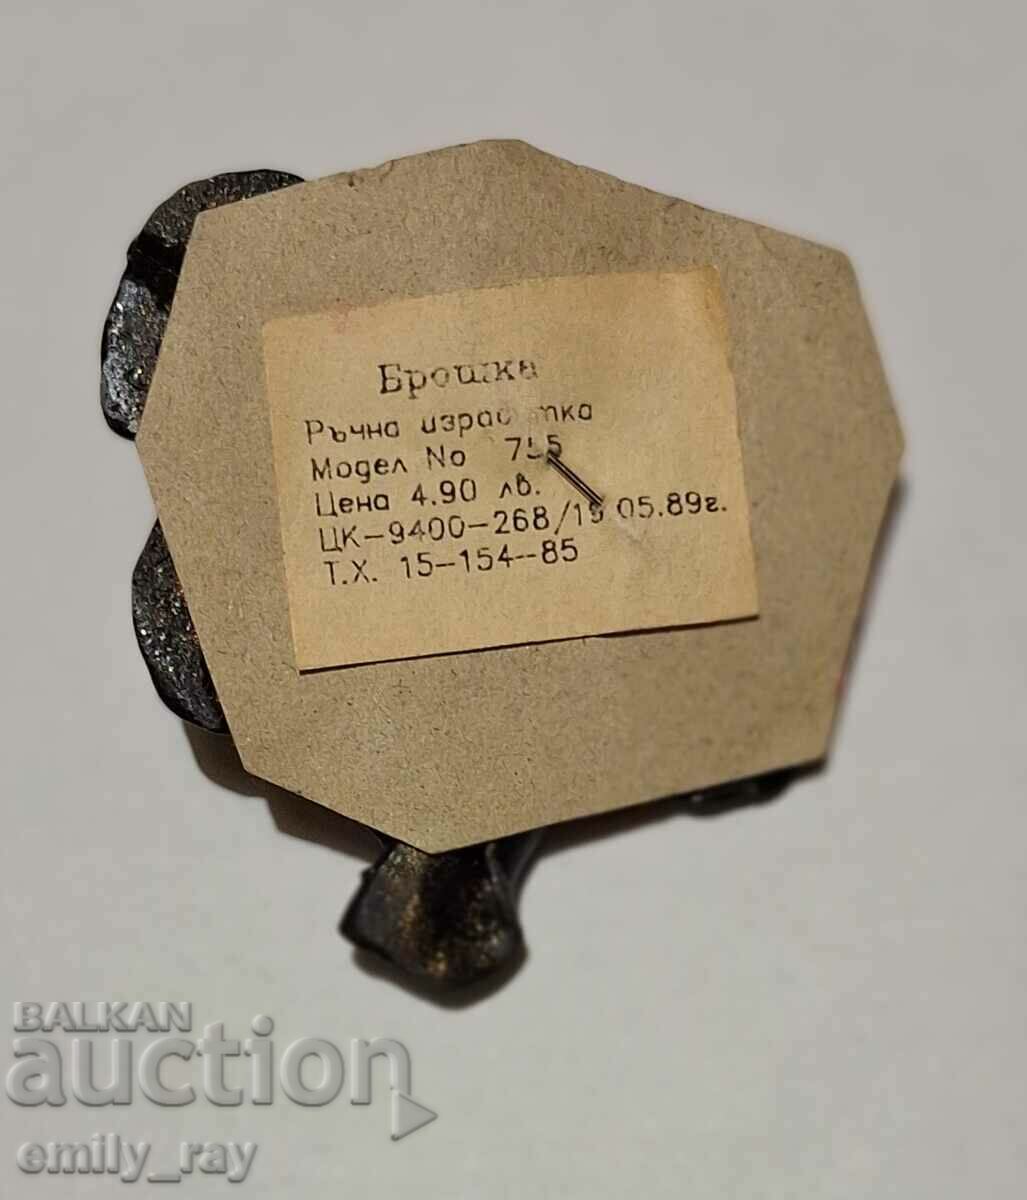 Брошка
Ръчна изработка
Модел No 755
Цена 4.90 лв.
ЦК-9400-268/19.05.89г.
Т.Х. 15-154--85
BALKAN
auction
emily_ray